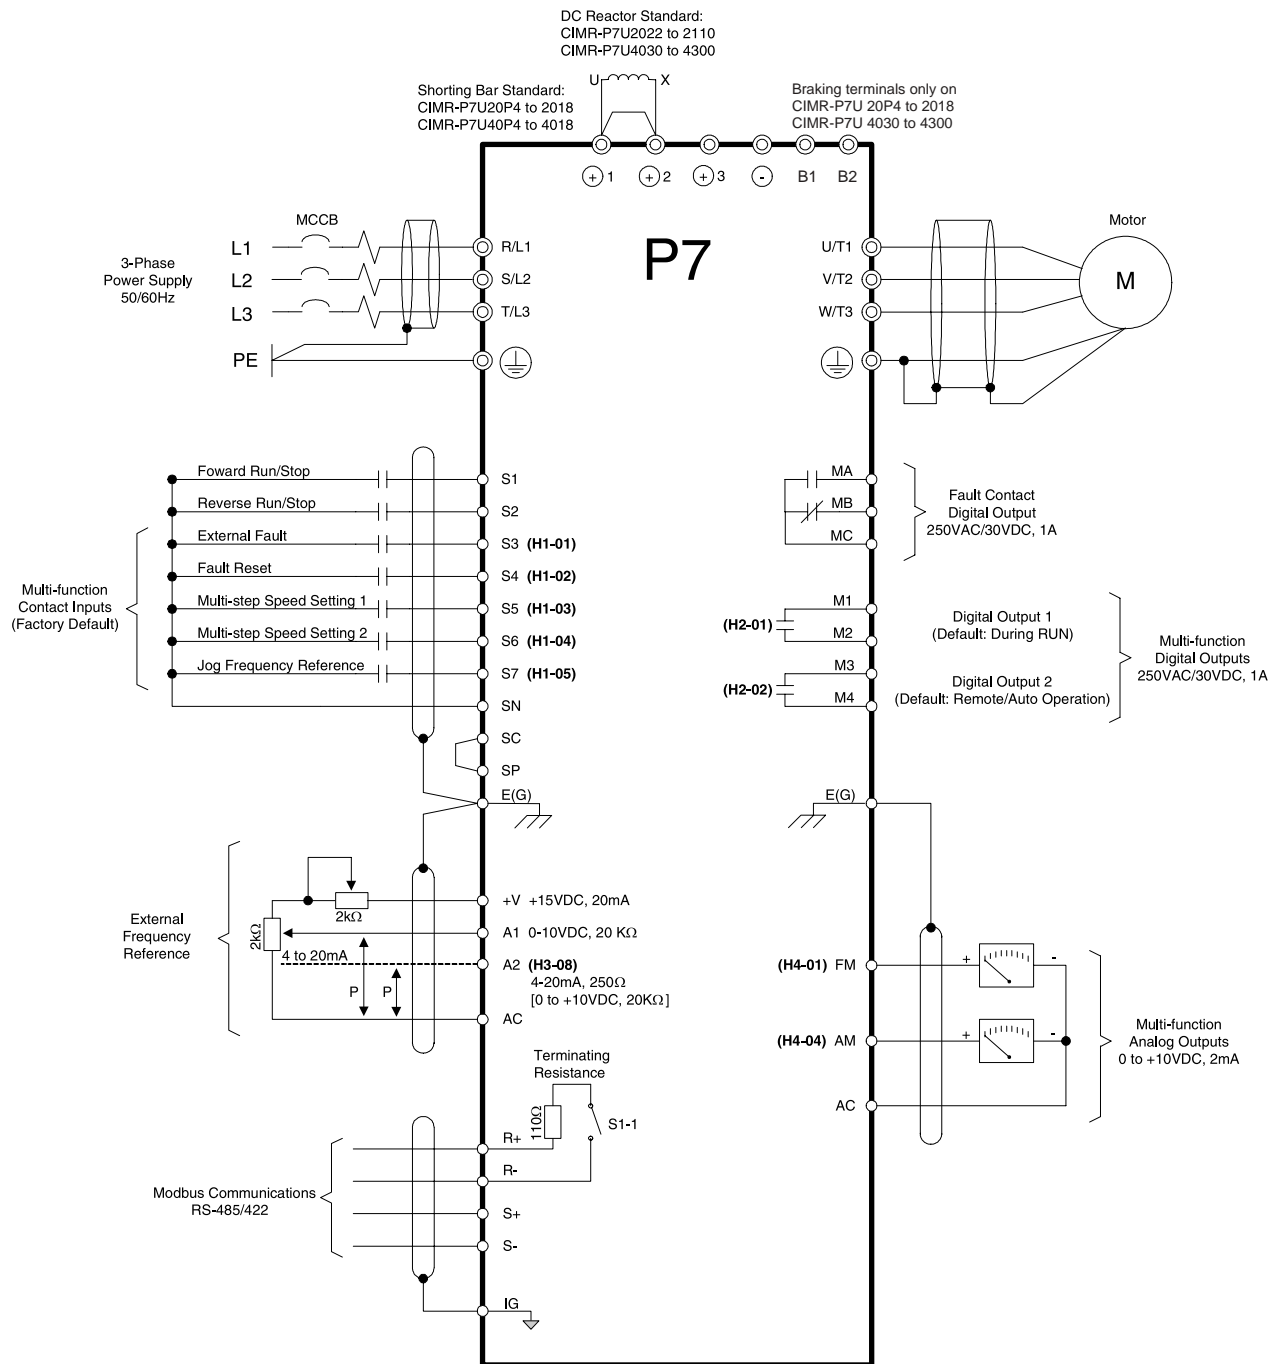 DC Reactor Standard:
CIMR-P7U2022 to 2110
CIMR-P7U4030 to 4300
U X
Shorting Bar Standard:
CIMR-P7U20P4 to 2018
CIMR-P7U40P4 to 4018
Braking terminals only on
CIMR-P7U 20P4 to 2018
CIMR-P7U 4030 to 4300
+ 1
+ 2
+ 3
-
B1
B2
P7
3-Phase
Power Supply
50/60Hz
MCCB
L1
L2
L3
PE
R/L1
S/L2
T/L3
U/T1
V/T2
W/T3
Motor
M
Multi-function
Contact Inputs
(Factory Default)
Foward Run/Stop
Reverse Run/Stop
External Fault
Fault Reset
Multi-step Speed Setting 1
Multi-step Speed Setting 2
Jog Frequency Reference
S1
S2
S3 (H1-01)
S4 (H1-02)
S5 (H1-03)
S6 (H1-04)
S7 (H1-05)
SN
SC
SP
E(G)
MA
MB
MC
Fault Contact
Digital Output
250VAC/30VDC, 1A
M1
(H2-01)
M2
M3
(H2-02)
M4
Digital Output 1
(Default: During RUN)
Digital Output 2
(Default: Remote/Auto Operation)
Multi-function
Digital Outputs
250VAC/30VDC, 1A
E(G)
External
Frequency
Reference
2kΩ
2kΩ
4 to 20mA
P
P
+V +15VDC, 20mA
A1 0-10VDC, 20 KΩ
A2 (H3-08)
4-20mA, 250Ω
[0 to +10VDC, 20KΩ]
AC
(H4-01) FM
+ -
(H4-04) AM
+ -
AC
Multi-function
Analog Outputs
0 to +10VDC, 2mA
Terminating
Resistance
110Ω
S1-1
Modbus Communications
RS-485/422
R+
R-
S+
S-
IG